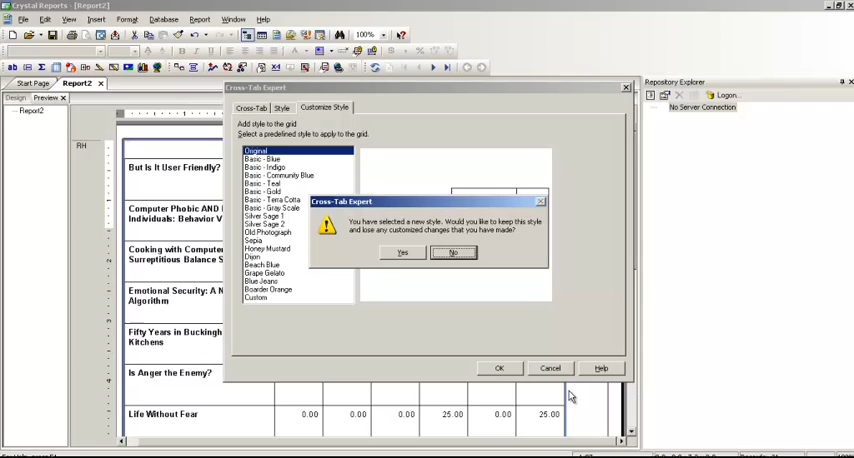 Crystal Reports - [Report2]
File Edit View Insert Format Database Report Window Help
100%
Start Page Report2
Design Preview
Report2
RH
But Is It User Friendly?
Computer Phobic AND
Individuals: Behavior V
Cooking with Compute
Surreptitious Balance S
Emotional Security: A N
Algorithm
Fifty Years in Bucking
Kitchens
Is Anger the Enemy?
Life Without Fear 0.00 0.00 0.00 25.00 0.00 25.00
Cross-Tab Expert
Cross-Tab Style Customize Style
Add style to the grid
Select a predefined style to apply to the grid.
Original
Basic - Blue
Basic - Indigo
Basic - Community Blue
Basic - Teal
Basic - Gold
Basic - Terra Cotta
Basic - Gray Scale
Silver Sage 1
Silver Sage 2
Old Photograph
Sepia
Honey Mustard
Dijon
Beach Blue
Grape Gelato
Blue Jeans
Boarder Orange
Custom
Cross-Tab Expert
You have selected a new style. Would you like to keep this style
and lose any customized changes that you have made?
Yes No
OK Cancel Help
Repository Explorer
Logon...
No Server Connection